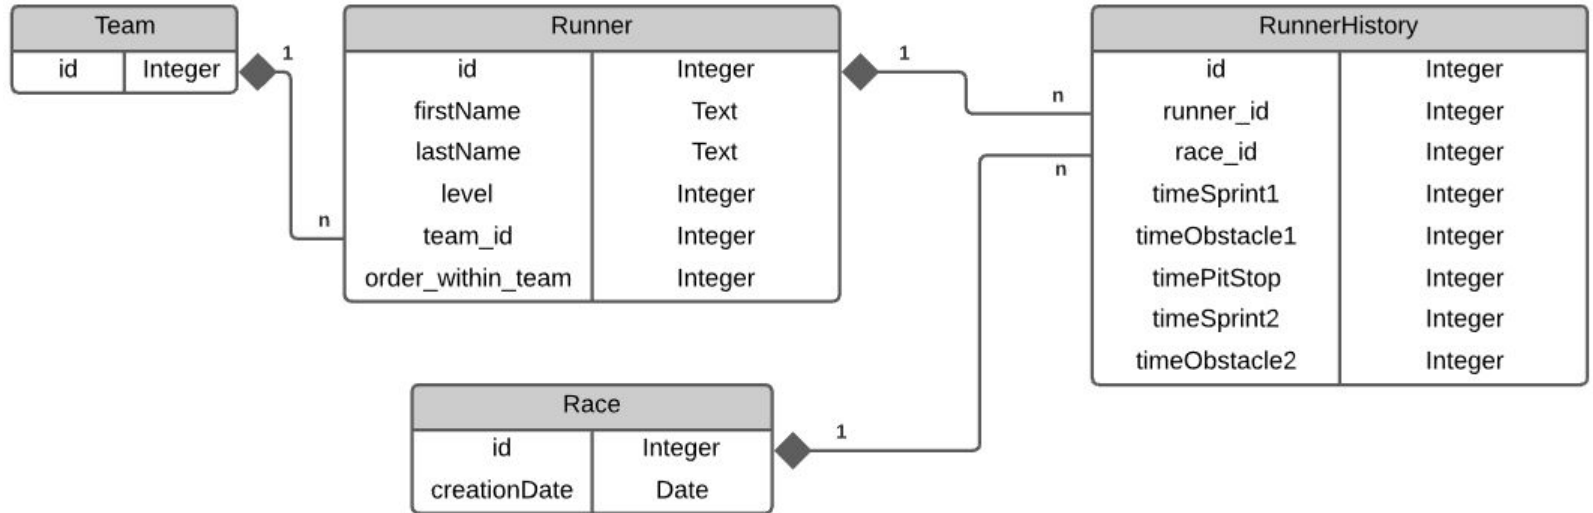 Team
id Integer
1
n
Runner
id Integer
firstName Text
lastName Text
level Integer
team_id Integer
order_within_team Integer
1
n
RunnerHistory
id Integer
runner_id Integer
race_id Integer
timeSprint1 Integer
timeObstacle1 Integer
timePitStop Integer
timeSprint2 Integer
timeObstacle2 Integer
n
Race
id Integer
creationDate Date
1